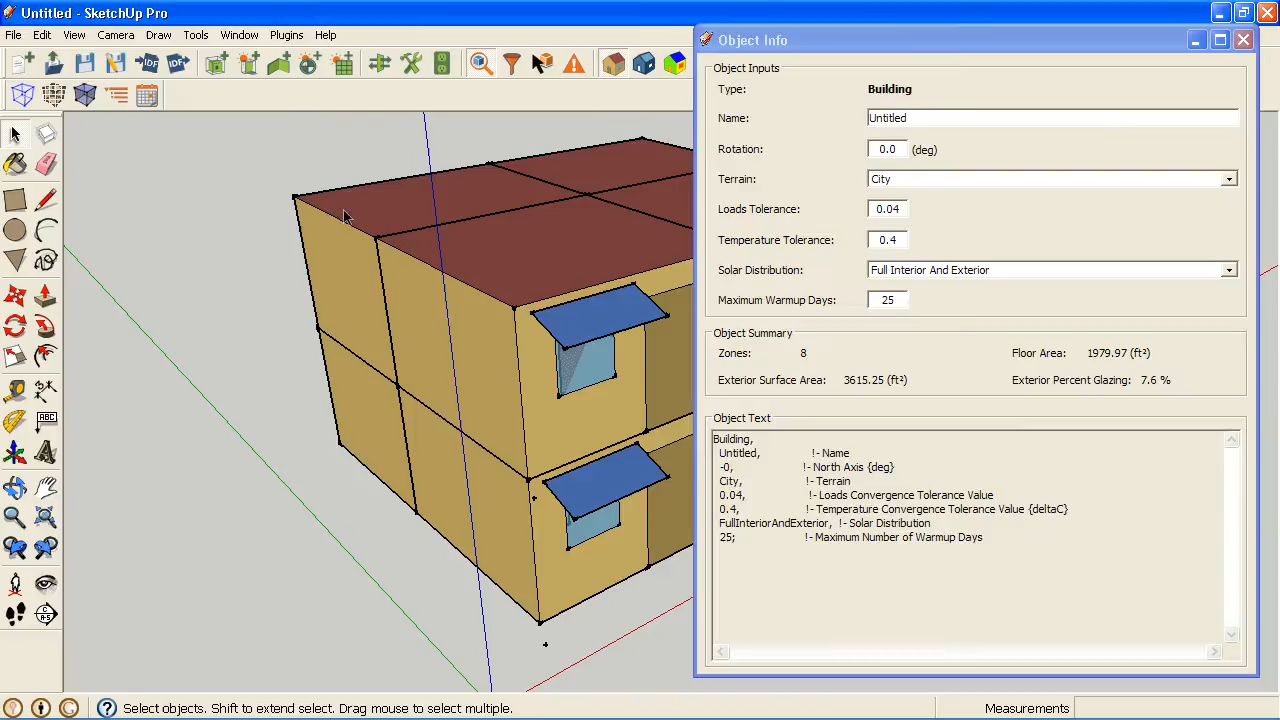 Untitled - SketchUp Pro
File Edit View Camera Draw Tools Window Plugins Help
IDF IDF
ABC
A
C
A-S
Select objects. Shift to extend select. Drag mouse to select multiple.
Measurements
Object Info
Object Inputs
Type: Building
Name: Untitled
Rotation: 0.0 (deg)
Terrain: City
Loads Tolerance: 0.04
Temperature Tolerance: 0.4
Solar Distribution: Full Interior And Exterior
Maximum Warmup Days: 25
Object Summary
Zones: 8 Floor Area: 1979.97 (ft²)
Exterior Surface Area: 3615.25 (ft²) Exterior Percent Glazing: 7.6 %
Object Text
Building,
Untitled, !- Name
-0, !- North Axis {deg}
City, !- Terrain
0.04, !- Loads Convergence Tolerance Value
0.4, !- Temperature Convergence Tolerance Value {deltaC}
FullInteriorAndExterior, !- Solar Distribution
25; !- Maximum Number of Warmup Days